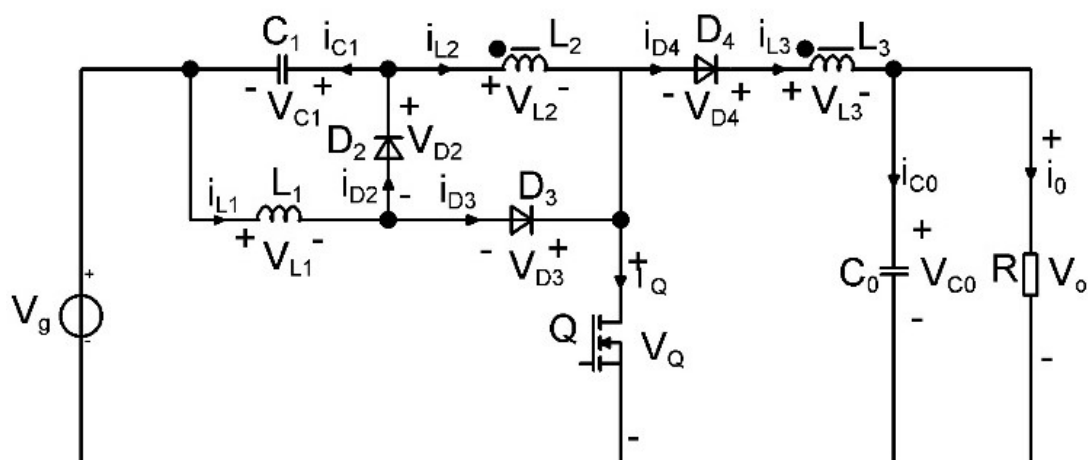 C1 iC1 iL2 L2 iD4 D4 iL3 L3
- + + - - + + -
VC1 VL2 VD4 VL3
D2 + VD2 +
iL1 L1 iD2 - iD3 D3 iC0 i0
+ - - + + +
VL1 VD3 iQ C0 VC0 R Vo
+ Vg - Q VQ
- - -